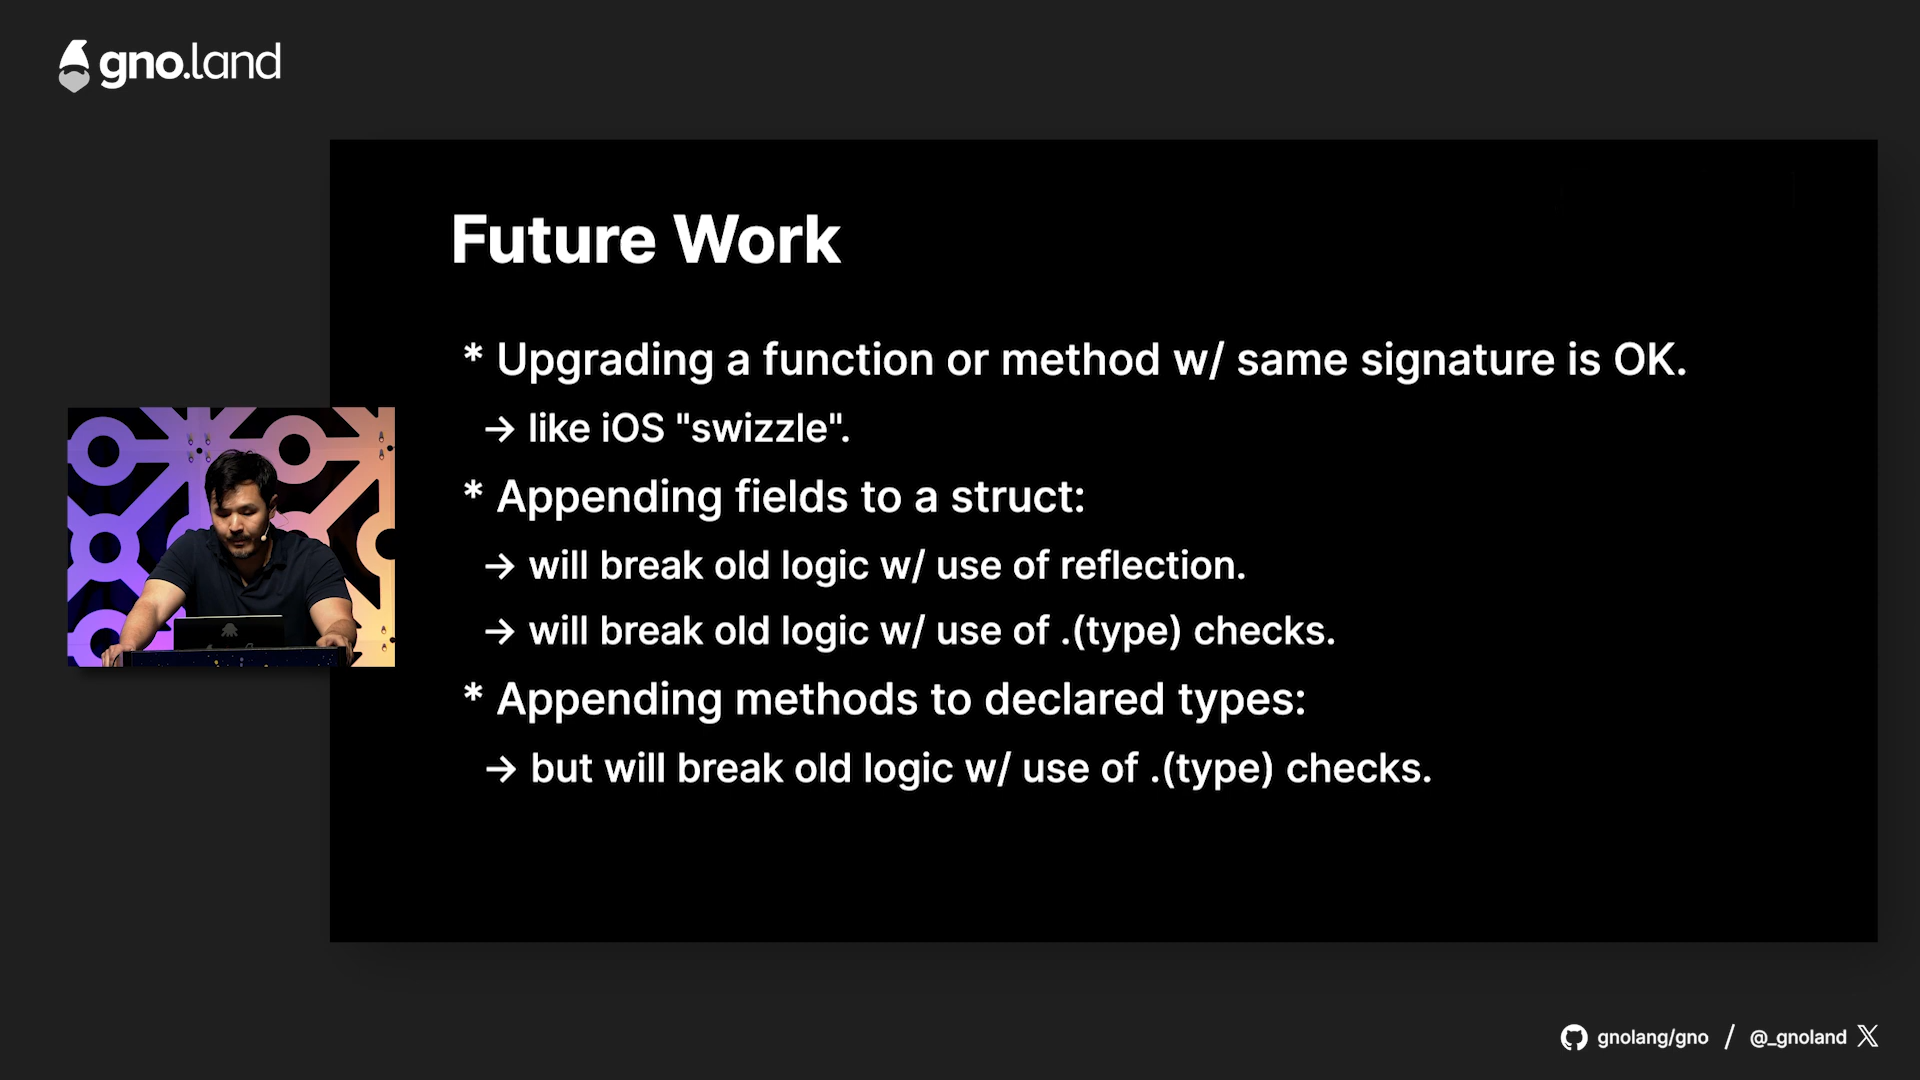 gno.land
Future Work
* Upgrading a function or method w/ same signature is OK.
→ like iOS "swizzle".
* Appending fields to a struct:
→ will break old logic w/ use of reflection.
→ will break old logic w/ use of .(type) checks.
* Appending methods to declared types:
→ but will break old logic w/ use of .(type) checks.
gnolang/gno / @_gnoland